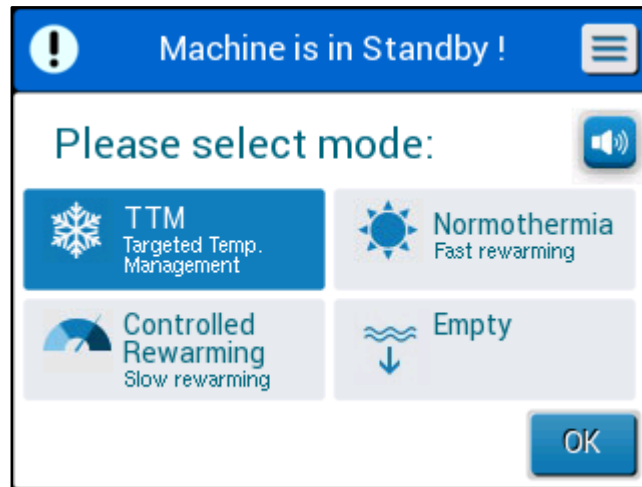 Machine is in Standby !
Please select mode:
TTM
Targeted Temp.
Management
Normothermia
Fast rewarming
Controlled
Rewarming
Slow rewarming
Empty
OK